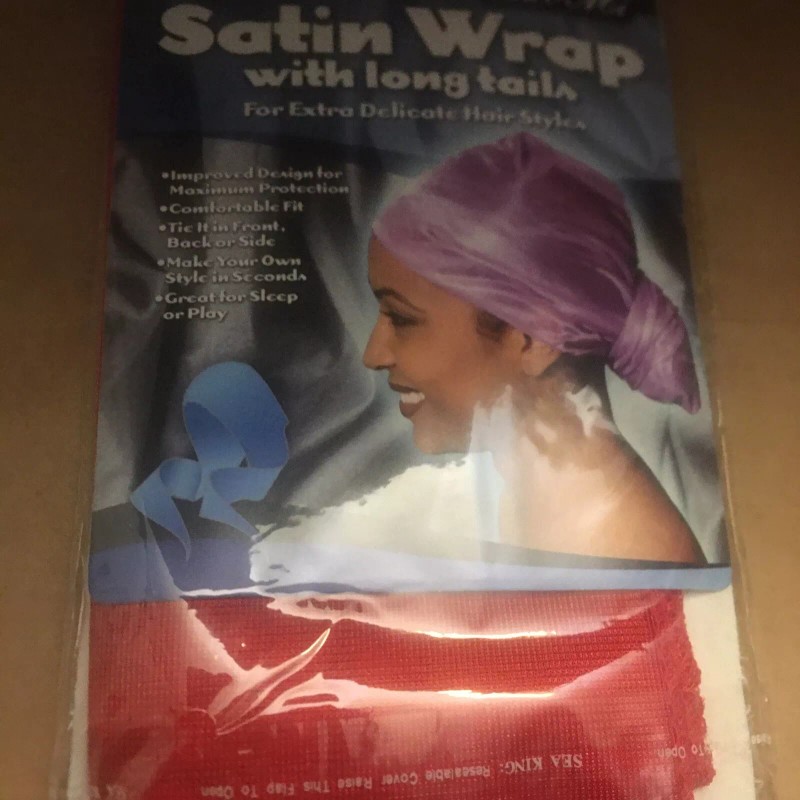 Satin Wrap
with long tails
For Extra Delicate Hair Styles
•Improved Design for
Maximum Protection
•Comfortable Fit
•Tie It in Front,
Back or Side
•Make Your Own
Style in Seconds
•Great for Sleep
or Play
SEA KING: Resealable Cover Raise This Flap To Open